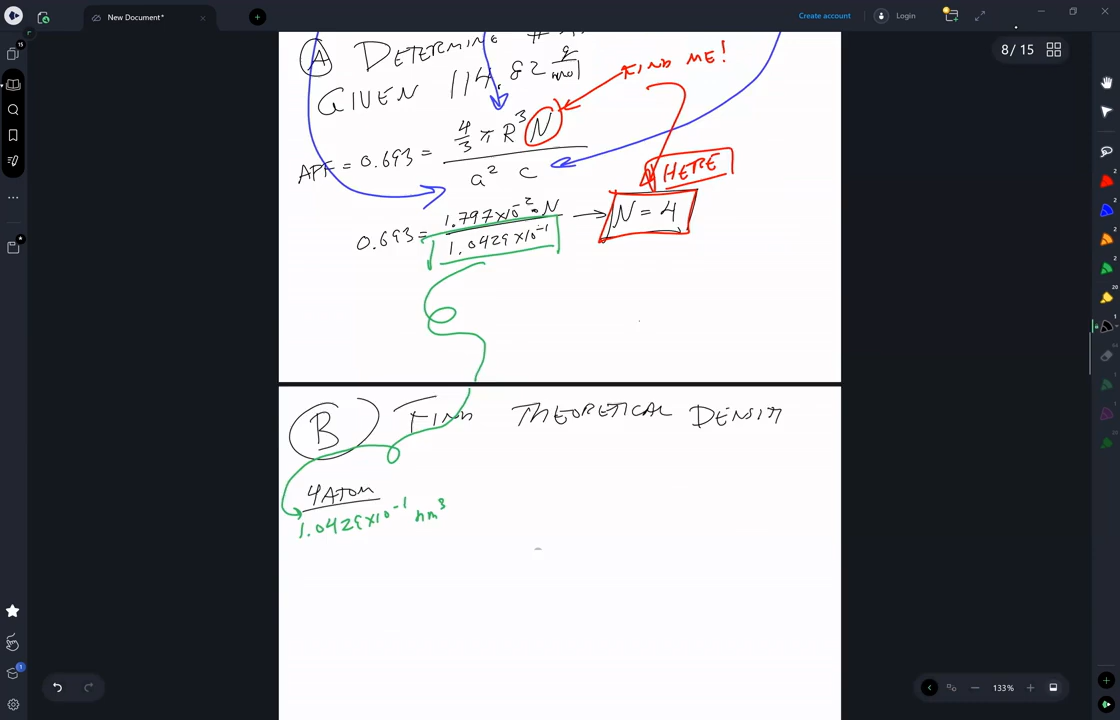 New Document*
Create account
Login
8 / 15
A DETERMINE #
GIVEN 114.82 g/mol
FIND ME!
APF = 0.693 = 4/3 π R³ N / a² c
HERE
0.693 = 1.797x10⁻² · N / 1.0429x10⁻¹ → N = 4
B FIND THEORETICAL DENSITY
4 ATOM
1.0429x10⁻¹ nm³
133%